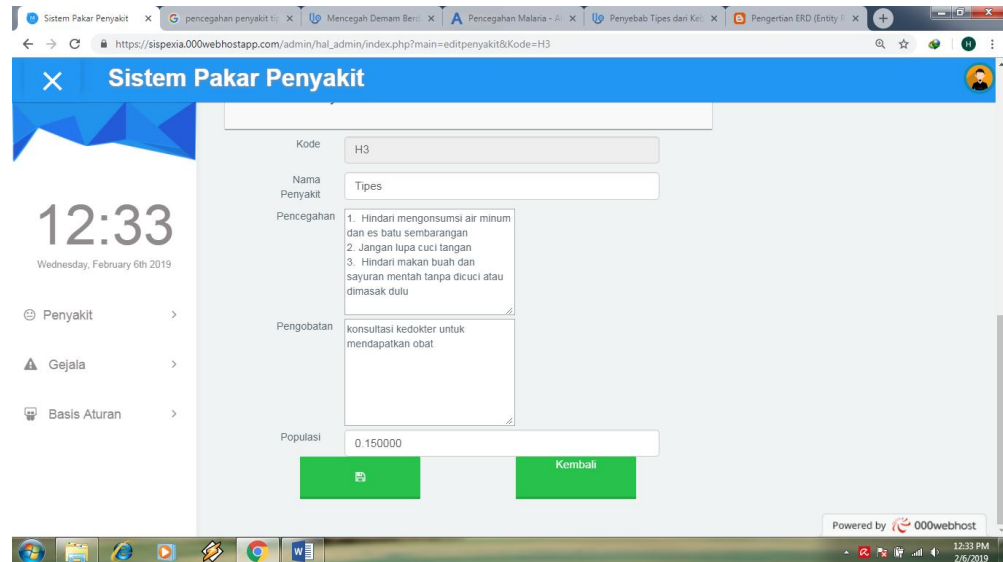 Sistem Pakar Penyakit
pencegahan penyakit ti
Mencegah Demam Berd
Pencegahan Malaria - A
Penyebab Tipes dari Keb
Pengertian ERD (Entity R
https://sispexia.000webhostapp.com/admin/hal_admin/index.php?main=editpenyakit&Kode=H3
Sistem Pakar Penyakit
12:33
Wednesday, February 6th 2019
Penyakit
Gejala
Basis Aturan
Kode
H3
Nama
Penyakit
Tipes
Pencegahan
1. Hindari mengonsumsi air minum
dan es batu sembarangan
2. Jangan lupa cuci tangan
3. Hindari makan buah dan
sayuran mentah tanpa dicuci atau
dimasak dulu
Pengobatan
konsultasi kedokter untuk
mendapatkan obat
Populasi
0.150000
Kembali
Powered by 000webhost
12:33 PM
2/6/2019